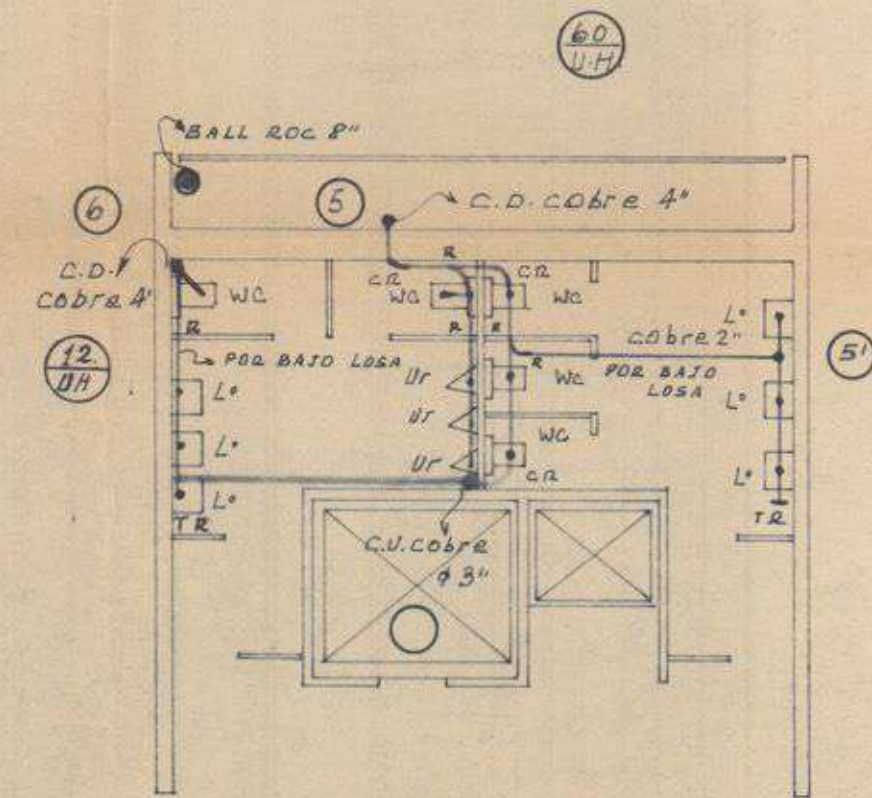 60
U.H.
BALL ROC 8"
6
5
C.D. cobre 4"
C.D.
cobre 4"
R
CR
CR
WC
WC
WC
R
R
R
12.
UH
POR BAJO LOSA
cobre 2"
L°
5'
R
POR BAJO
LOSA
Ur
WC
L°
L°
Ur
WC
L°
Ur
L°
L°
CR
TR
TR
C.V. cobre
φ 3"